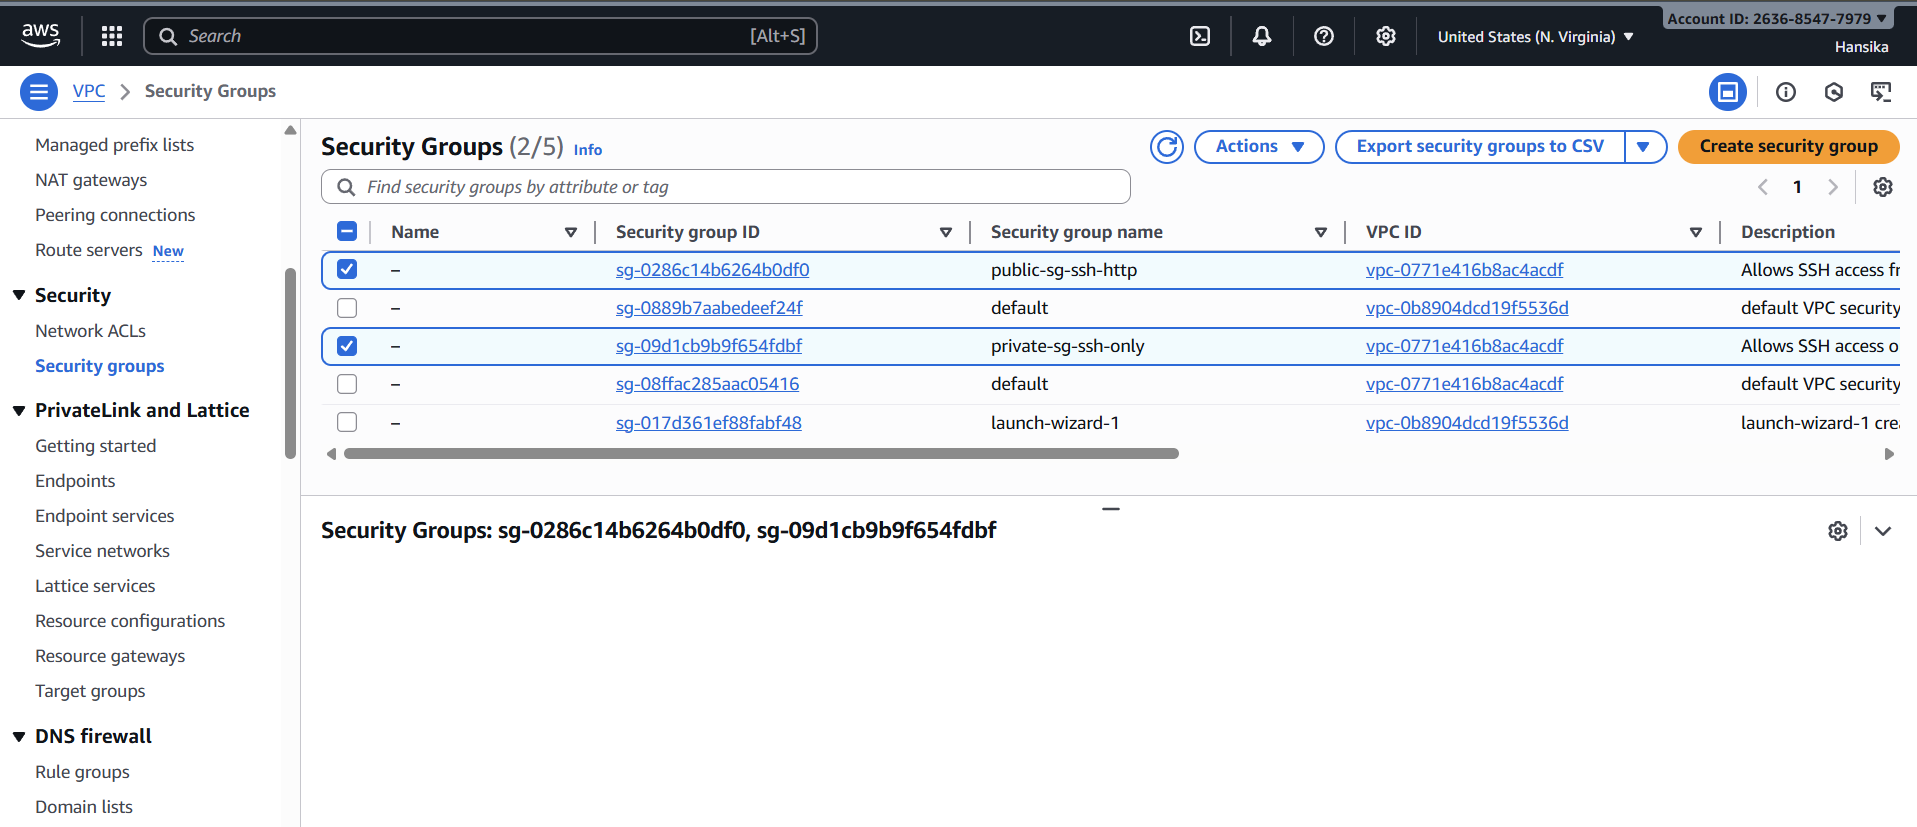 aws
Search [Alt+S]
United States (N. Virginia)
Account ID: 2636-8547-7979
Hansika
VPC > Security Groups
Managed prefix lists
NAT gateways
Peering connections
Route servers New
Security
Network ACLs
Security groups
PrivateLink and Lattice
Getting started
Endpoints
Endpoint services
Service networks
Lattice services
Resource configurations
Resource gateways
Target groups
DNS firewall
Rule groups
Domain lists
Security Groups (2/5) Info
Actions
Export security groups to CSV
Create security group
Find security groups by attribute or tag
1
Name Security group ID Security group name VPC ID Description
– sg-0286c14b6264b0df0 public-sg-ssh-http vpc-0771e416b8ac4acdf Allows SSH access fr
– sg-0889b7aabedeef24f default vpc-0b8904dcd19f5536d default VPC security
– sg-09d1cb9b9f654fdbf private-sg-ssh-only vpc-0771e416b8ac4acdf Allows SSH access o
– sg-08ffac285aac05416 default vpc-0771e416b8ac4acdf default VPC security
– sg-017d361ef88fabf48 launch-wizard-1 vpc-0b8904dcd19f5536d launch-wizard-1 crea
Security Groups: sg-0286c14b6264b0df0, sg-09d1cb9b9f654fdbf